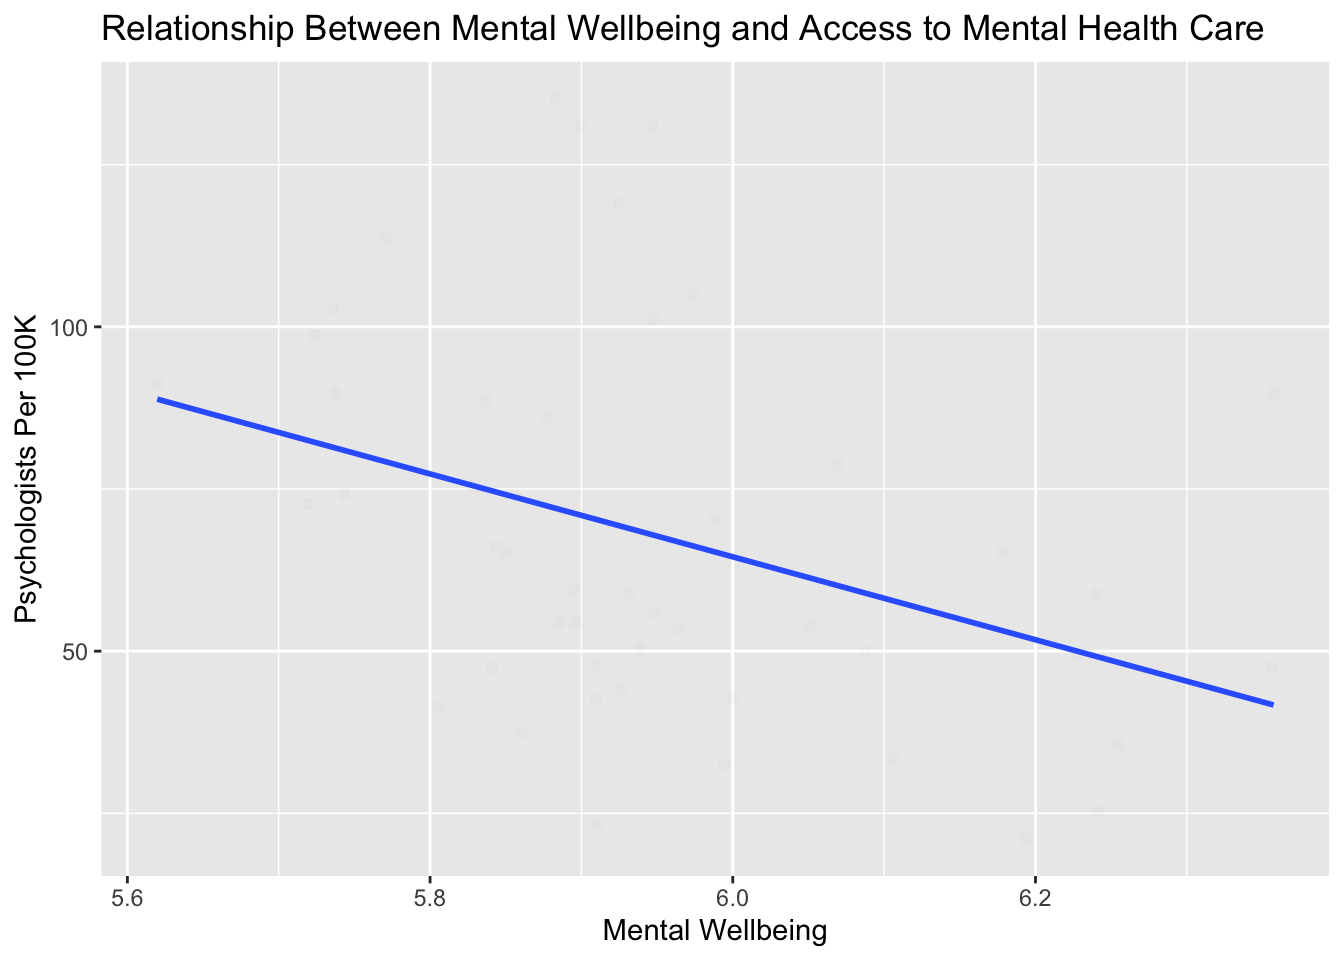 Relationship Between Mental Wellbeing and Access to Mental Health Care
Psychologists Per 100K
100
50
5.6
5.8
6.0
6.2
Mental Wellbeing